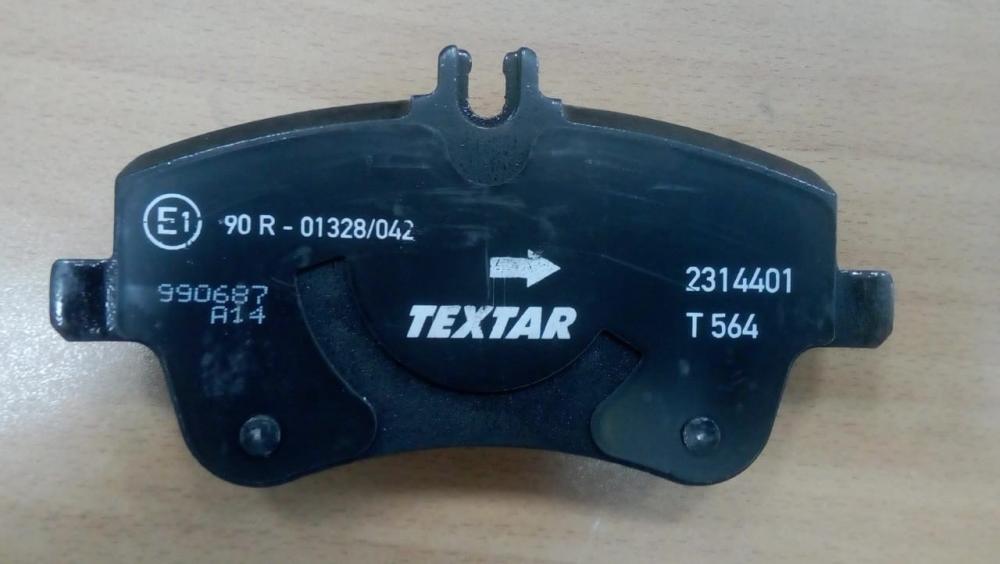 E1 90 R - 01328/042
990687
A14
TEXTAR
2314401
T 564